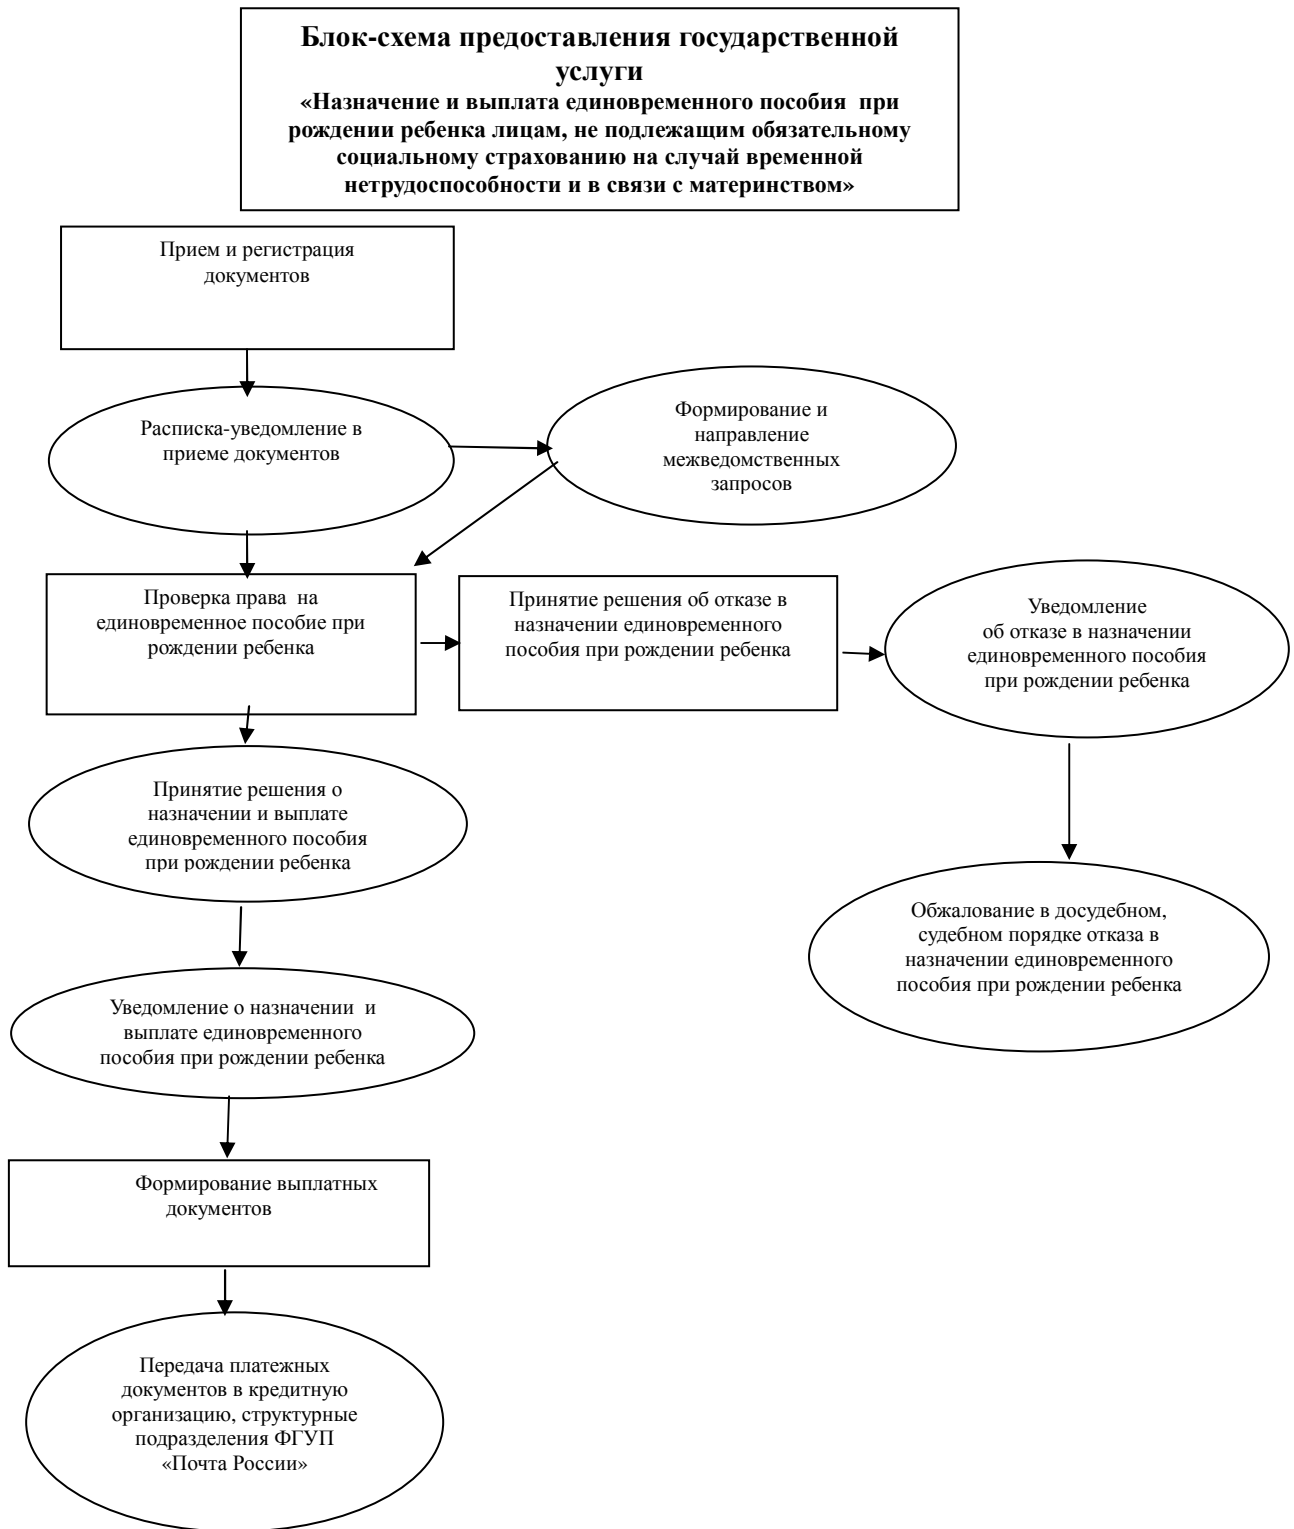 Блок-схема предоставления государственной
услуги
«Назначение и выплата единовременного пособия при
рождении ребенка лицам, не подлежащим обязательному
социальному страхованию на случай временной
нетрудоспособности и в связи с материнством»
Прием и регистрация
документов
Расписка-уведомление в
приеме документов
Формирование и
направление
межведомственных
запросов
Проверка права на
единовременное пособие при
рождении ребенка
Принятие решения об отказе в
назначении единовременного
пособия при рождении ребенка
Уведомление
об отказе в назначении
единовременного пособия
при рождении ребенка
Принятие решения о
назначении и выплате
единовременного пособия
при рождении ребенка
Обжалование в досудебном,
судебном порядке отказа в
назначении единовременного
пособия при рождении ребенка
Уведомление о назначении и
выплате единовременного
пособия при рождении ребенка
Формирование выплатных
документов
Передача платежных
документов в кредитную
организацию, структурные
подразделения ФГУП
«Почта России»